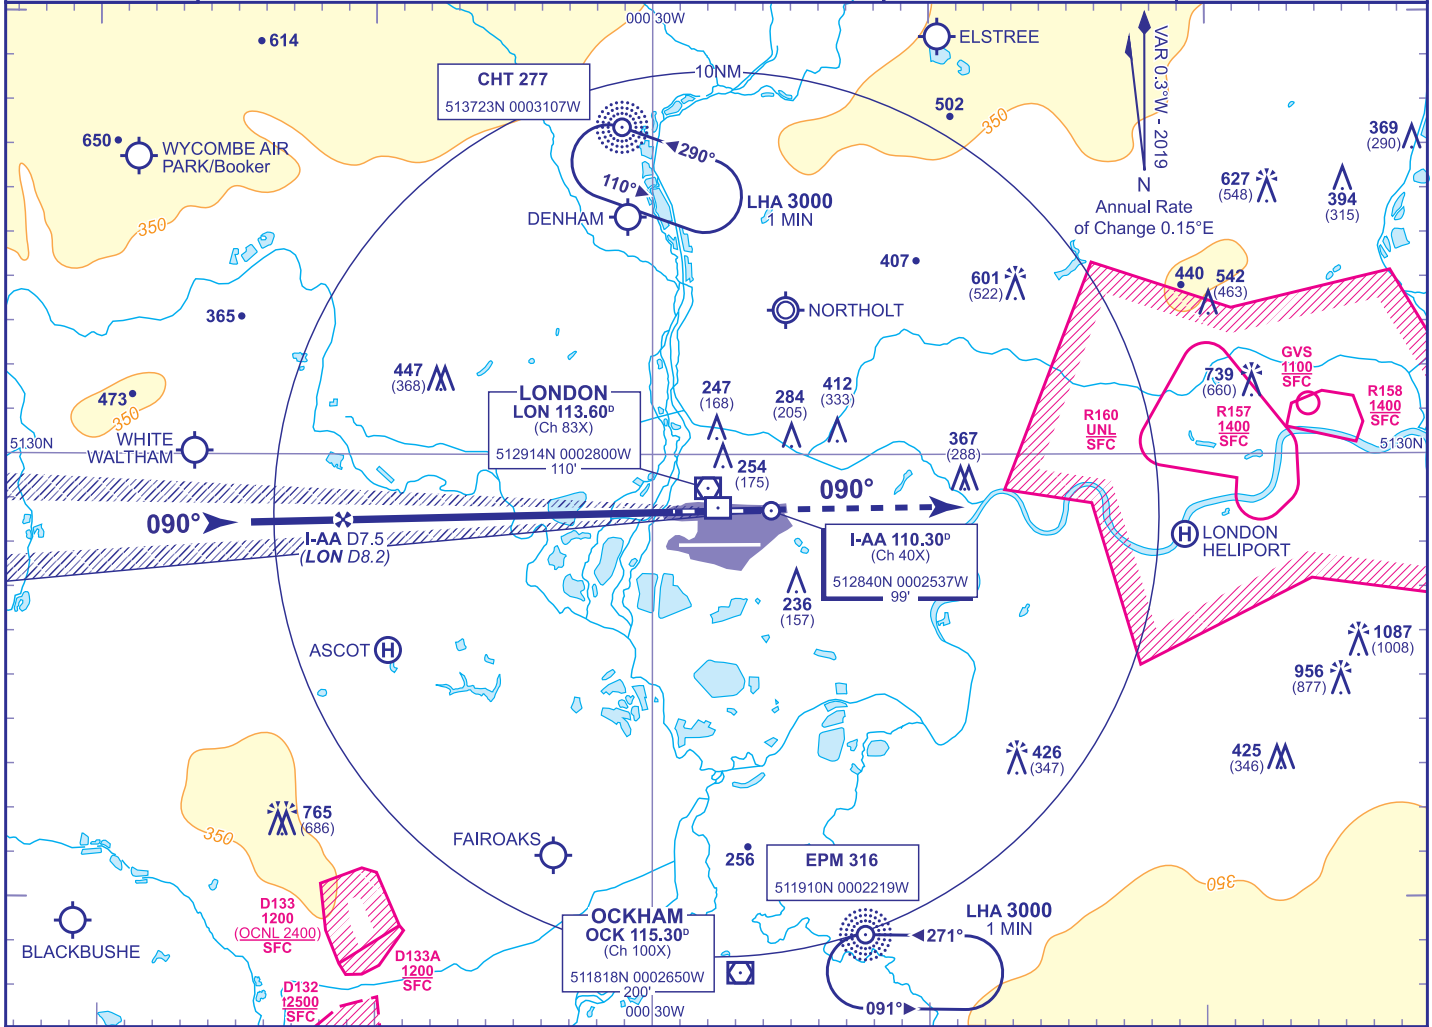 000 30W
614
ELSTREE
VAR 0.3°W - 2019
10NM
CHT 277
513723N 0003107W
502
350
369
(290)
650
WYCOMBE AIR
PARK/Booker
290°
110°
627
(548)
394
(315)
N
Annual Rate
of Change 0.15°E
LHA 3000
1 MIN
DENHAM
350
407
601
(522)
440
542
(463)
365
NORTHOLT
447
(368)
GVS
1100
SFC
739
(660)
R158
1400
SFC
473
350
LONDON
LON 113.60ᴰ
(Ch 83X)
512914N 0002800W
110'
247
(168)
284
(205)
412
(333)
R160
UNL
SFC
R157
1400
SFC
5130N
WHITE
WALTHAM
367
(288)
5130N
254
(175)
090°
090°
I-AA D7.5
(LON D8.2)
I-AA 110.30ᴰ
(Ch 40X)
512840N 0002537W
99'
H
LONDON
HELIPORT
236
(157)
ASCOT
H
1087
(1008)
956
(877)
426
(347)
425
(346)
765
(686)
350
FAIROAKS
256
EPM 316
511910N 0002219W
350
D133
1200
(OCNL 2400)
SFC
OCKHAM
OCK 115.30ᴰ
(Ch 100X)
511818N 0002650W
200'
LHA 3000
1 MIN
271°
091°
BLACKBUSHE
D133A
1200
SFC
D132
12500
SFC
000 30W